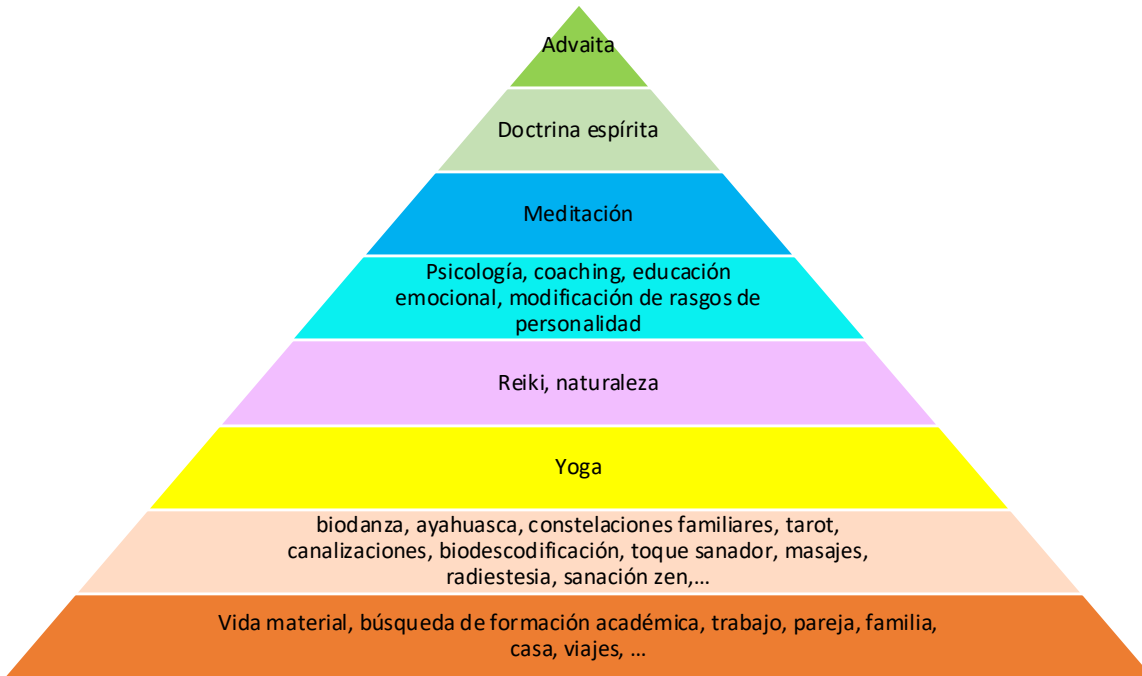 Advaita
Doctrina espírita
Meditación
Psicología, coaching, educación
emocional, modificación de rasgos de
personalidad
Reiki, naturaleza
Yoga
biodanza, ayahuasca, constelaciones familiares, tarot,
canalizaciones, biodescodificación, toque sanador, masajes,
radiestesia, sanación zen,...
Vida material, búsqueda de formación académica, trabajo, pareja, familia,
casa, viajes, ...